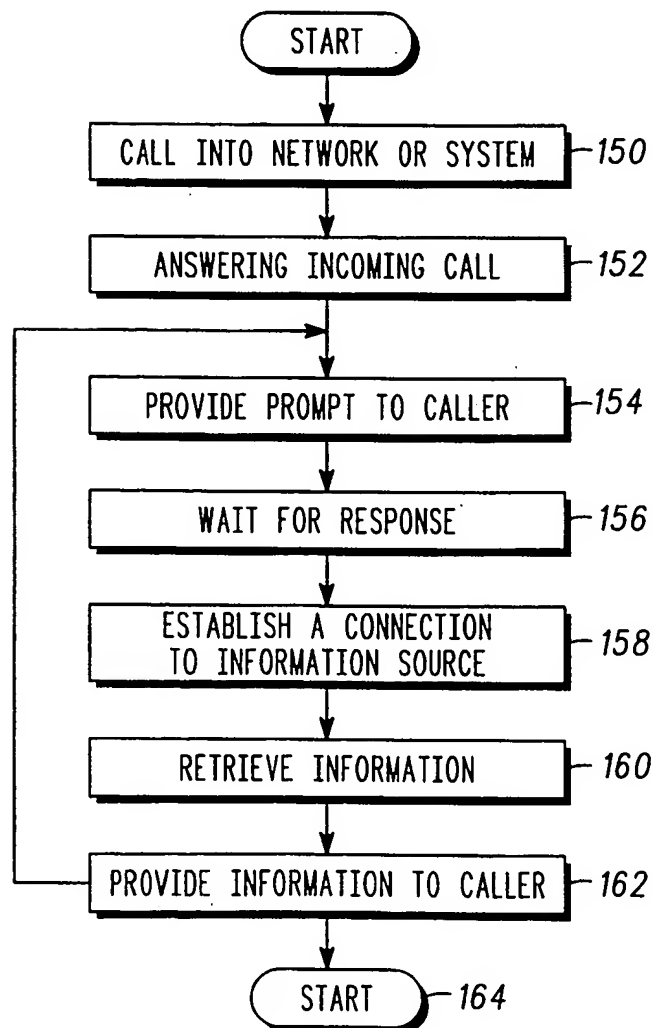 START
CALL INTO NETWORK OR SYSTEM 150
ANSWERING INCOMING CALL 152
PROVIDE PROMPT TO CALLER 154
WAIT FOR RESPONSE 156
ESTABLISH A CONNECTION
TO INFORMATION SOURCE 158
RETRIEVE INFORMATION 160
PROVIDE INFORMATION TO CALLER 162
START 164